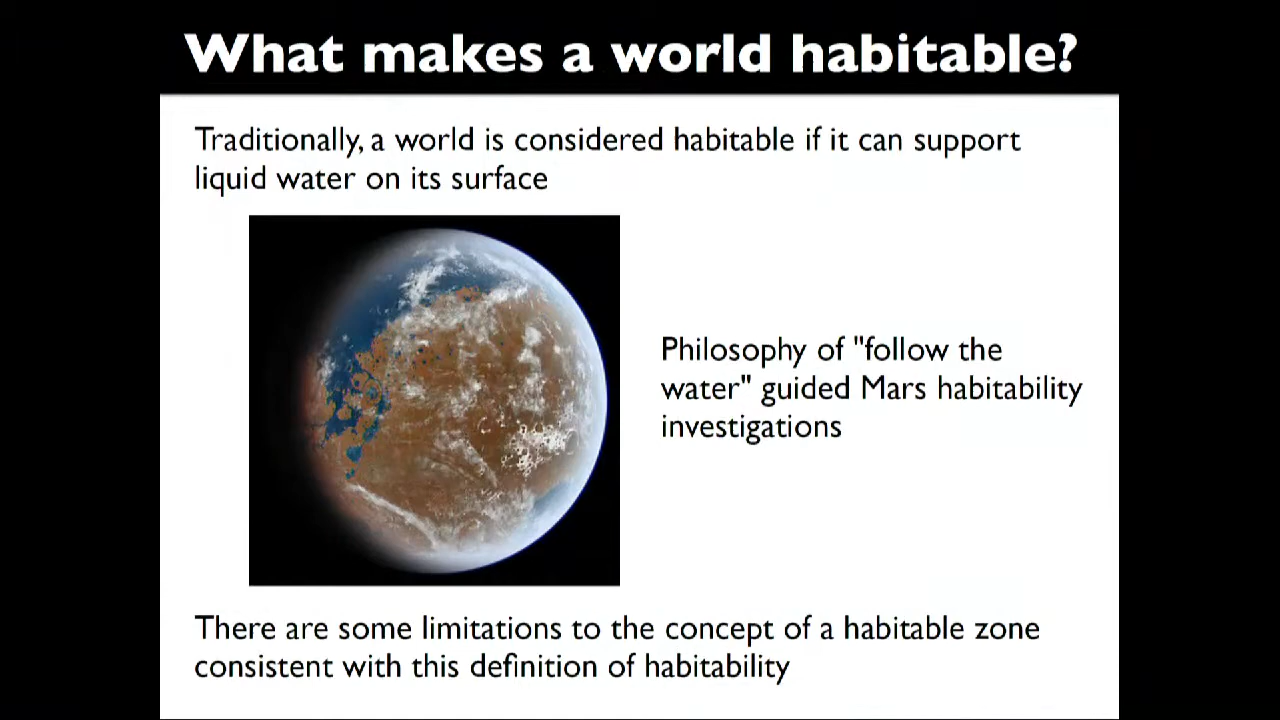 What makes a world habitable?
Traditionally, a world is considered habitable if it can support
liquid water on its surface
Philosophy of "follow the
water" guided Mars habitability
investigations
There are some limitations to the concept of a habitable zone
consistent with this definition of habitability